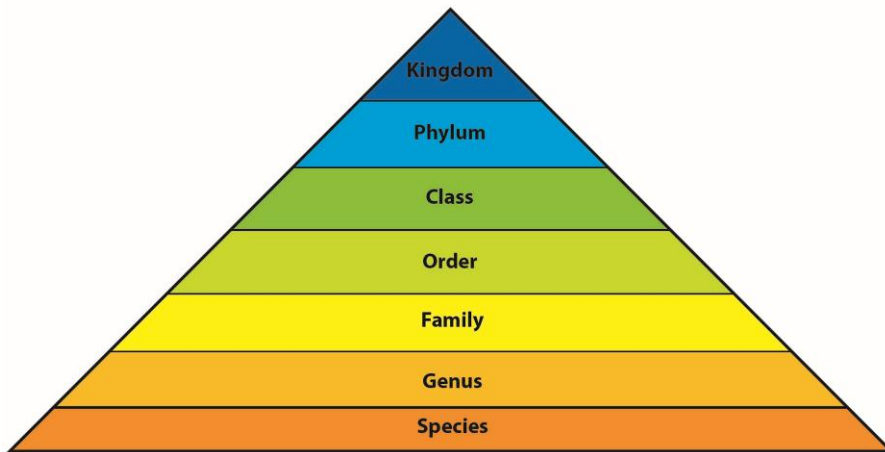 Kingdom
Phylum
Class
Order
Family
Genus
Species